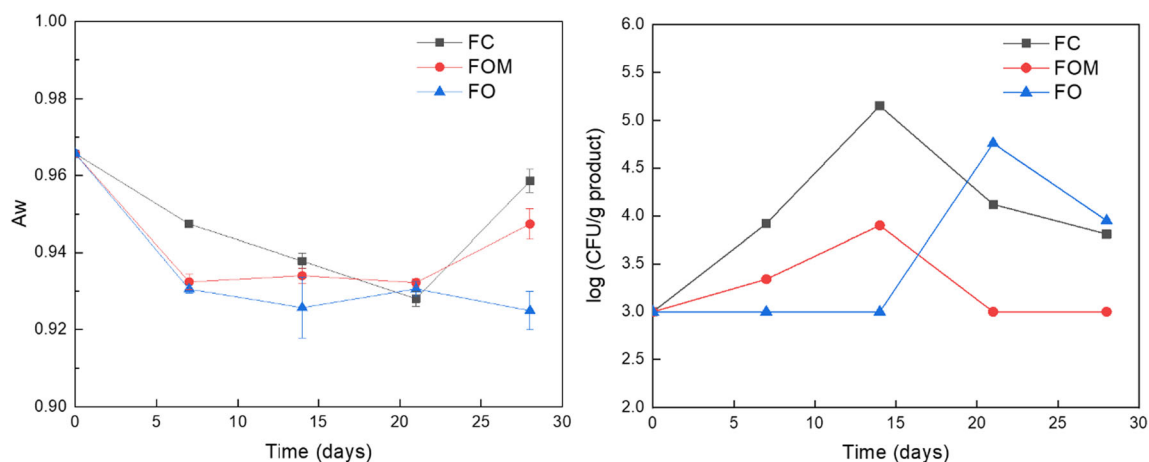 1.00
0.98
0.96
0.94
0.92
0.90
Aw
0 5 10 15 20 25 30
Time (days)
FC
FOM
FO
6.0
5.5
5.0
4.5
4.0
3.5
3.0
2.5
2.0
log (CFU/g product)
0 5 10 15 20 25 30
Time (days)
FC
FOM
FO